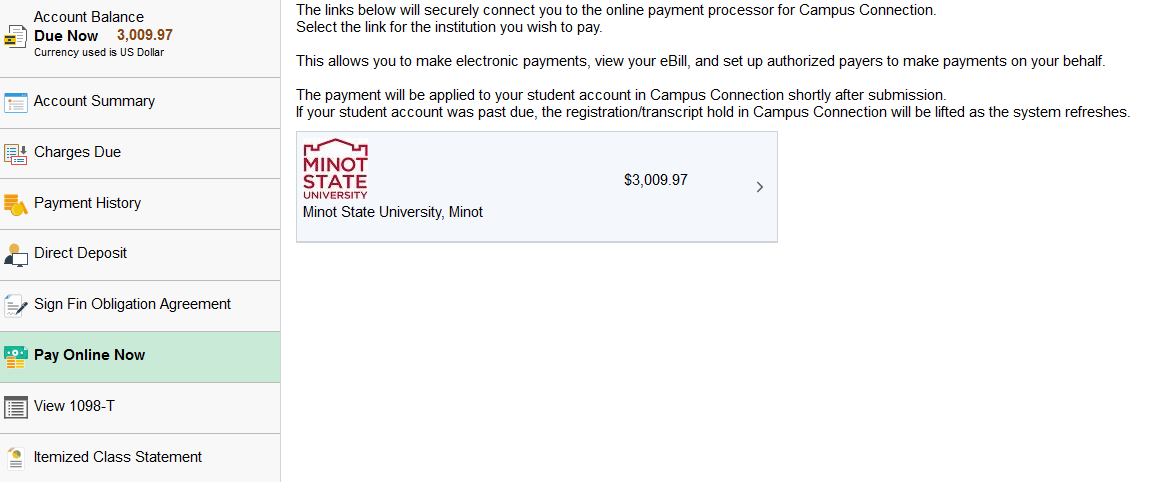 Account Balance
Due Now 3,009.97
Currency used is US Dollar
Account Summary
Charges Due
Payment History
Direct Deposit
Sign Fin Obligation Agreement
Pay Online Now
View 1098-T
Itemized Class Statement
The links below will securely connect you to the online payment processor for Campus Connection.
Select the link for the institution you wish to pay.
This allows you to make electronic payments, view your eBill, and set up authorized payers to make payments on your behalf.
The payment will be applied to your student account in Campus Connection shortly after submission.
If your student account was past due, the registration/transcript hold in Campus Connection will be lifted as the system refreshes.
MINOT
STATE
UNIVERSITY
$3,009.97
Minot State University, Minot